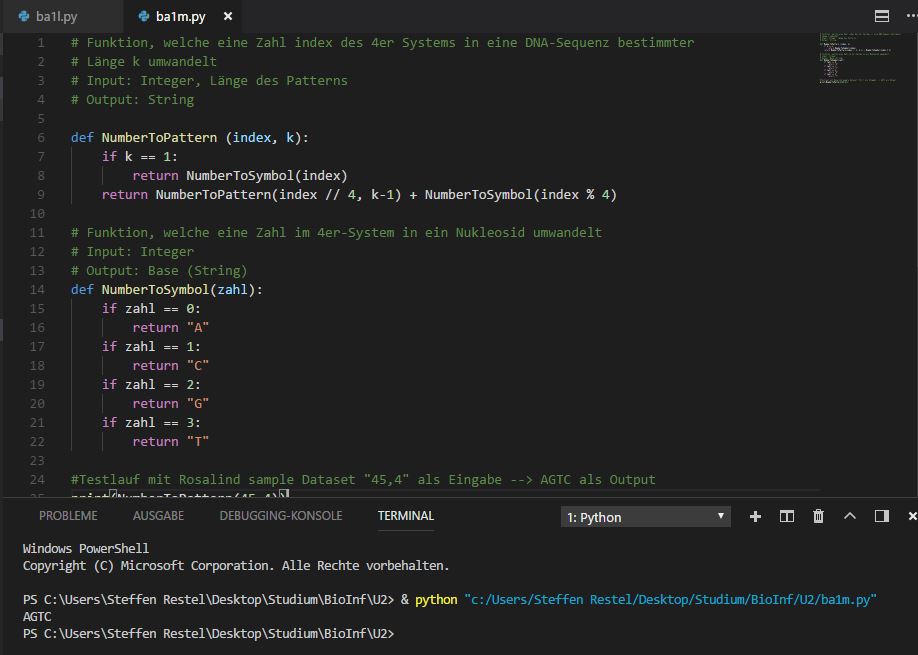 ba1l.py
ba1m.py
1 # Funktion, welche eine Zahl index des 4er Systems in eine DNA-Sequenz bestimmter
2 # Länge k umwandelt
3 # Input: Integer, Länge des Patterns
4 # Output: String
5
6 def NumberToPattern (index, k):
7     if k == 1:
8         return NumberToSymbol(index)
9     return NumberToPattern(index // 4, k-1) + NumberToSymbol(index % 4)
10
11 # Funktion, welche eine Zahl im 4er-System in ein Nukleosid umwandelt
12 # Input: Integer
13 # Output: Base (String)
14 def NumberToSymbol(zahl):
15     if zahl == 0:
16         return "A"
17     if zahl == 1:
18         return "C"
19     if zahl == 2:
20         return "G"
21     if zahl == 3:
22         return "T"
23
24 #Testlauf mit Rosalind sample Dataset "45,4" als Eingabe --> AGTC als Output
25 print(NumberToPattern(45,4))
PROBLEME AUSGABE DEBUGGING-KONSOLE TERMINAL 1: Python
Windows PowerShell
Copyright (C) Microsoft Corporation. Alle Rechte vorbehalten.
PS C:\Users\Steffen Restel\Desktop\Studium\BioInf\U2> & python "c:/Users/Steffen Restel/Desktop/Studium/BioInf/U2/ba1m.py"
AGTC
PS C:\Users\Steffen Restel\Desktop\Studium\BioInf\U2>